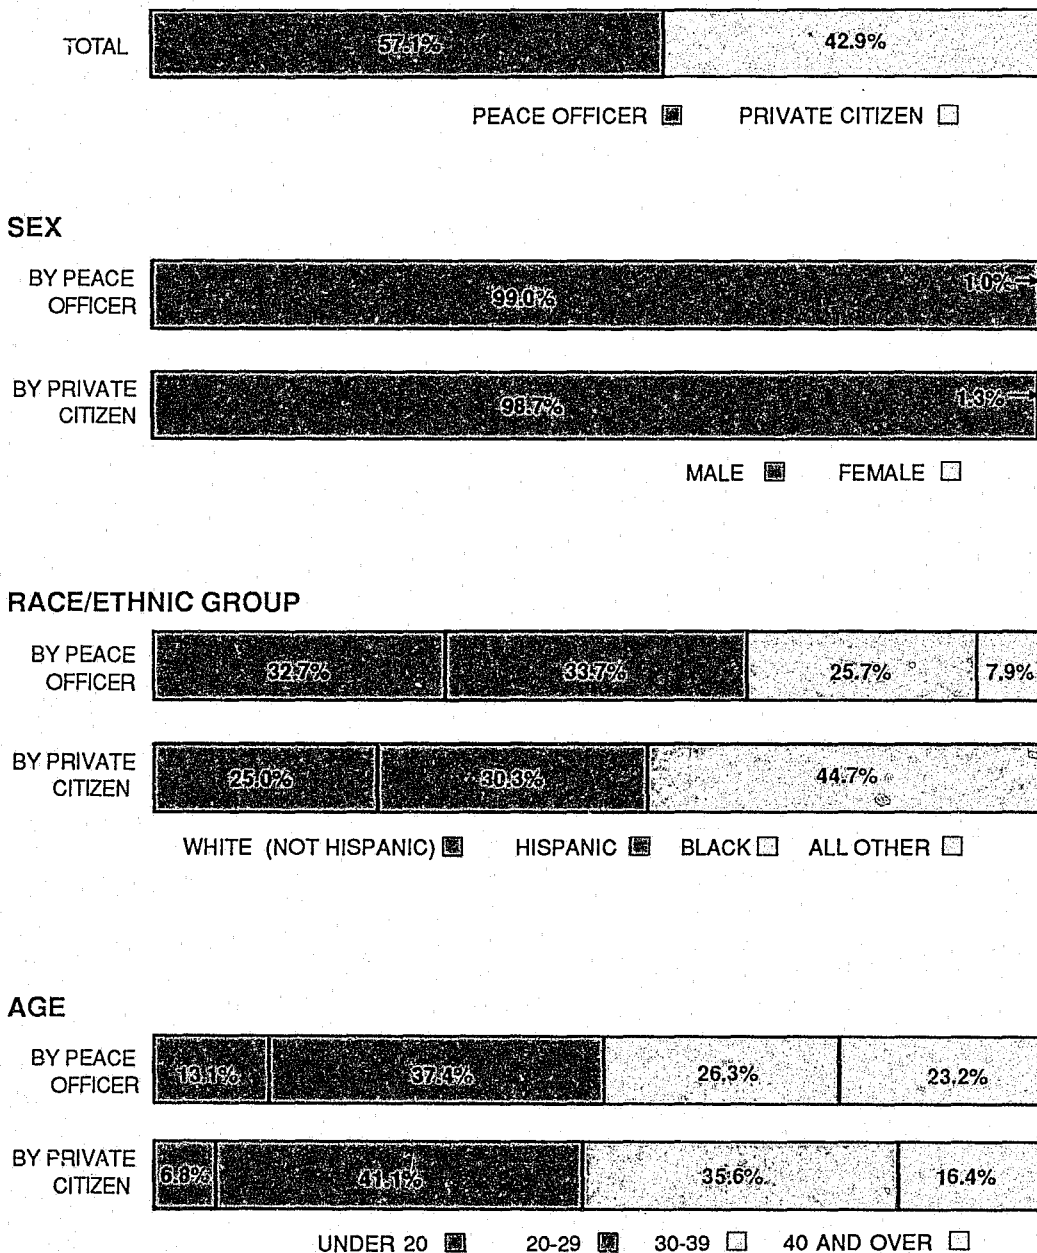 TOTAL 57.1% 42.9%
PEACE OFFICER PRIVATE CITIZEN
SEX
BY PEACE OFFICER 99.0% 1.0%
BY PRIVATE CITIZEN 98.7% 1.3%
MALE FEMALE
RACE/ETHNIC GROUP
BY PEACE OFFICER 32.7% 33.7% 25.7% 7.9%
BY PRIVATE CITIZEN 25.0% 30.3% 44.7%
WHITE (NOT HISPANIC) HISPANIC BLACK ALL OTHER
AGE
BY PEACE OFFICER 13.1% 37.4% 26.3% 23.2%
BY PRIVATE CITIZEN 6.8% 41.1% 35.6% 16.4%
UNDER 20 20-29 30-39 40 AND OVER